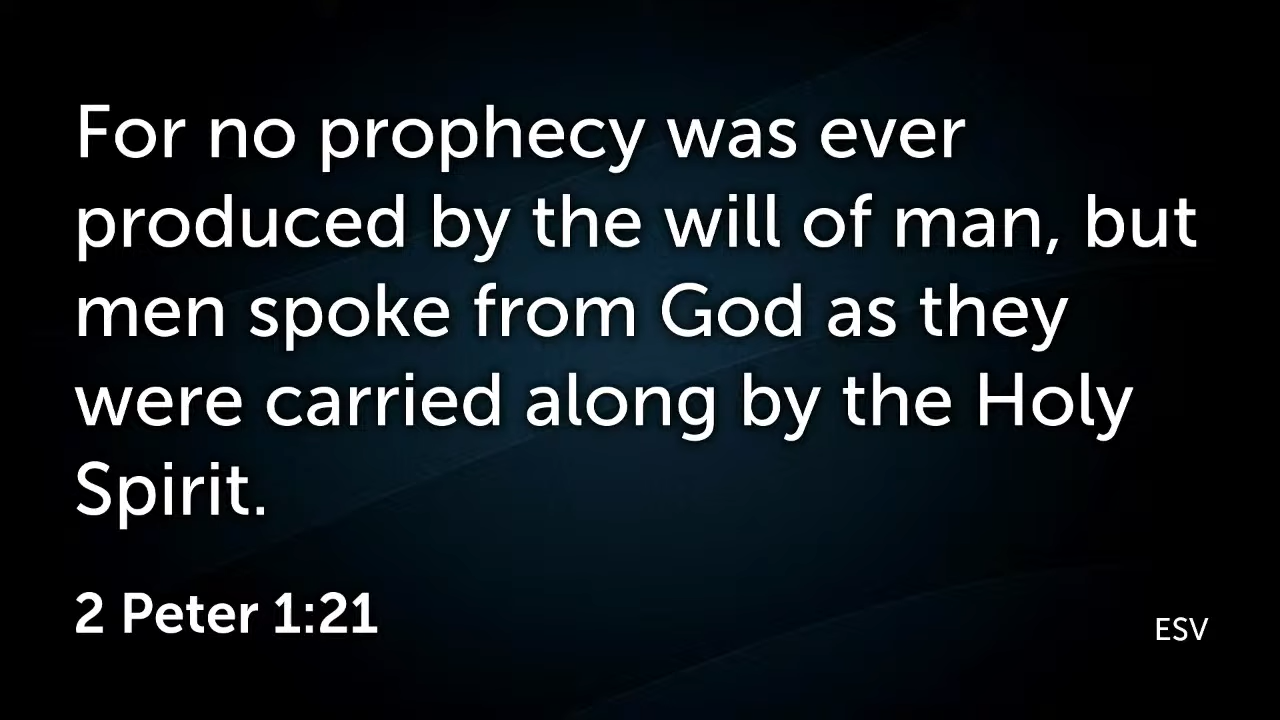 For no prophecy was ever
produced by the will of man, but
men spoke from God as they
were carried along by the Holy
Spirit.
2 Peter 1:21
ESV